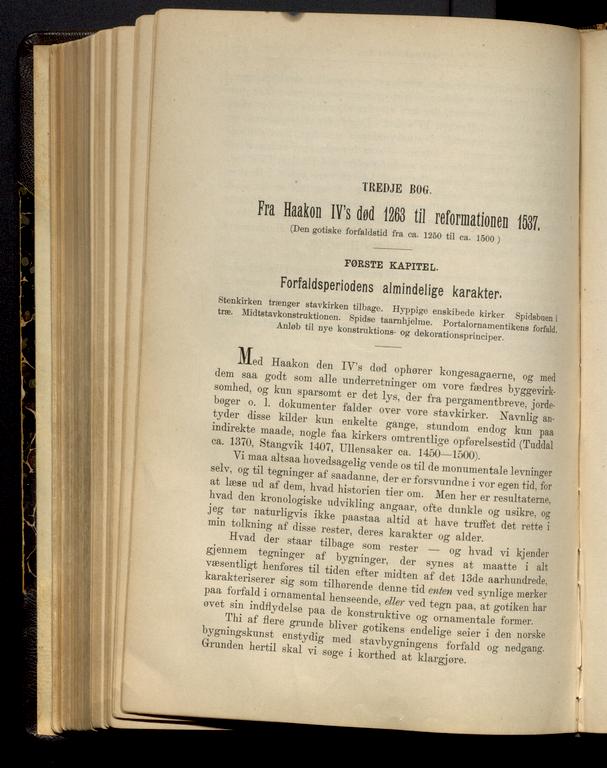 TREDJE BOG.
Fra Haakon IV's død 1263 til reformationen 1537.
(Den gotiske forfaldstid fra ca. 1250 til ca. 1500)
FØRSTE KAPITEL.
Forfaldsperiodens almindelige karakter.
Stenkirken trænger stavkirken tilbage. Hyppige enskibede kirker Spidsbuen i
træ. Midtstavkonstruktionen. Spidse taarnhjelme. Portalornamentikens forfald.
Anløb til nye konstruktions- og dekorationsprinciper.
Med Haakon den IV's død ophører kongesagaerne, og med
dem saa godt som alle underretninger om vore fædres byggevirk-
somhed, og kun sparsomt er det lys, der fra pergamentbreve, jorde-
bøger o. l. dokumenter falder over vore stavkirker. Navnlig an-
tyder disse kilder kun enkelte gange, stundom endog kun paa
indirekte maade, nogle faa kirkers omtrentlige opførelsestid (Tuddal
ca. 1370, Stangvik 1407, Ullensaker ca. 1450—1500).
Vi maa altsaa hovedsagelig vende os til de monumentale levninger
selv, og til tegninger af saadanne, der er forsvundne i vor egen tid, for
at læse ud af dem, hvad historien tier om. Men her er resultaterne,
hvad den kronologiske udvikling angaar, ofte dunkle og usikre, og
jeg tør naturligvis ikke paastaa altid at have truffet det rette i
min tolkning af disse rester, deres karakter og alder.
Hvad der staar tilbage som rester — og hvad vi kjender
gjennem tegninger af bygninger, der synes at maatte i alt
væsentligt henføres til tiden efter midten af det 13de aarhundrede,
karakteriserer sig som tilhørende denne tid enten ved synlige merker
paa forfald i ornamental henseende, eller ved tegn paa, at gotiken har
øvet sin indflydelse paa de konstruktive og ornamentale former.
Thi af flere grunde bliver gotikens endelige seier i den norske
bygningskunst enstydig med stavbygningens forfald og nedgang.
Grunden hertil skal vi søge i korthed at klargjøre.